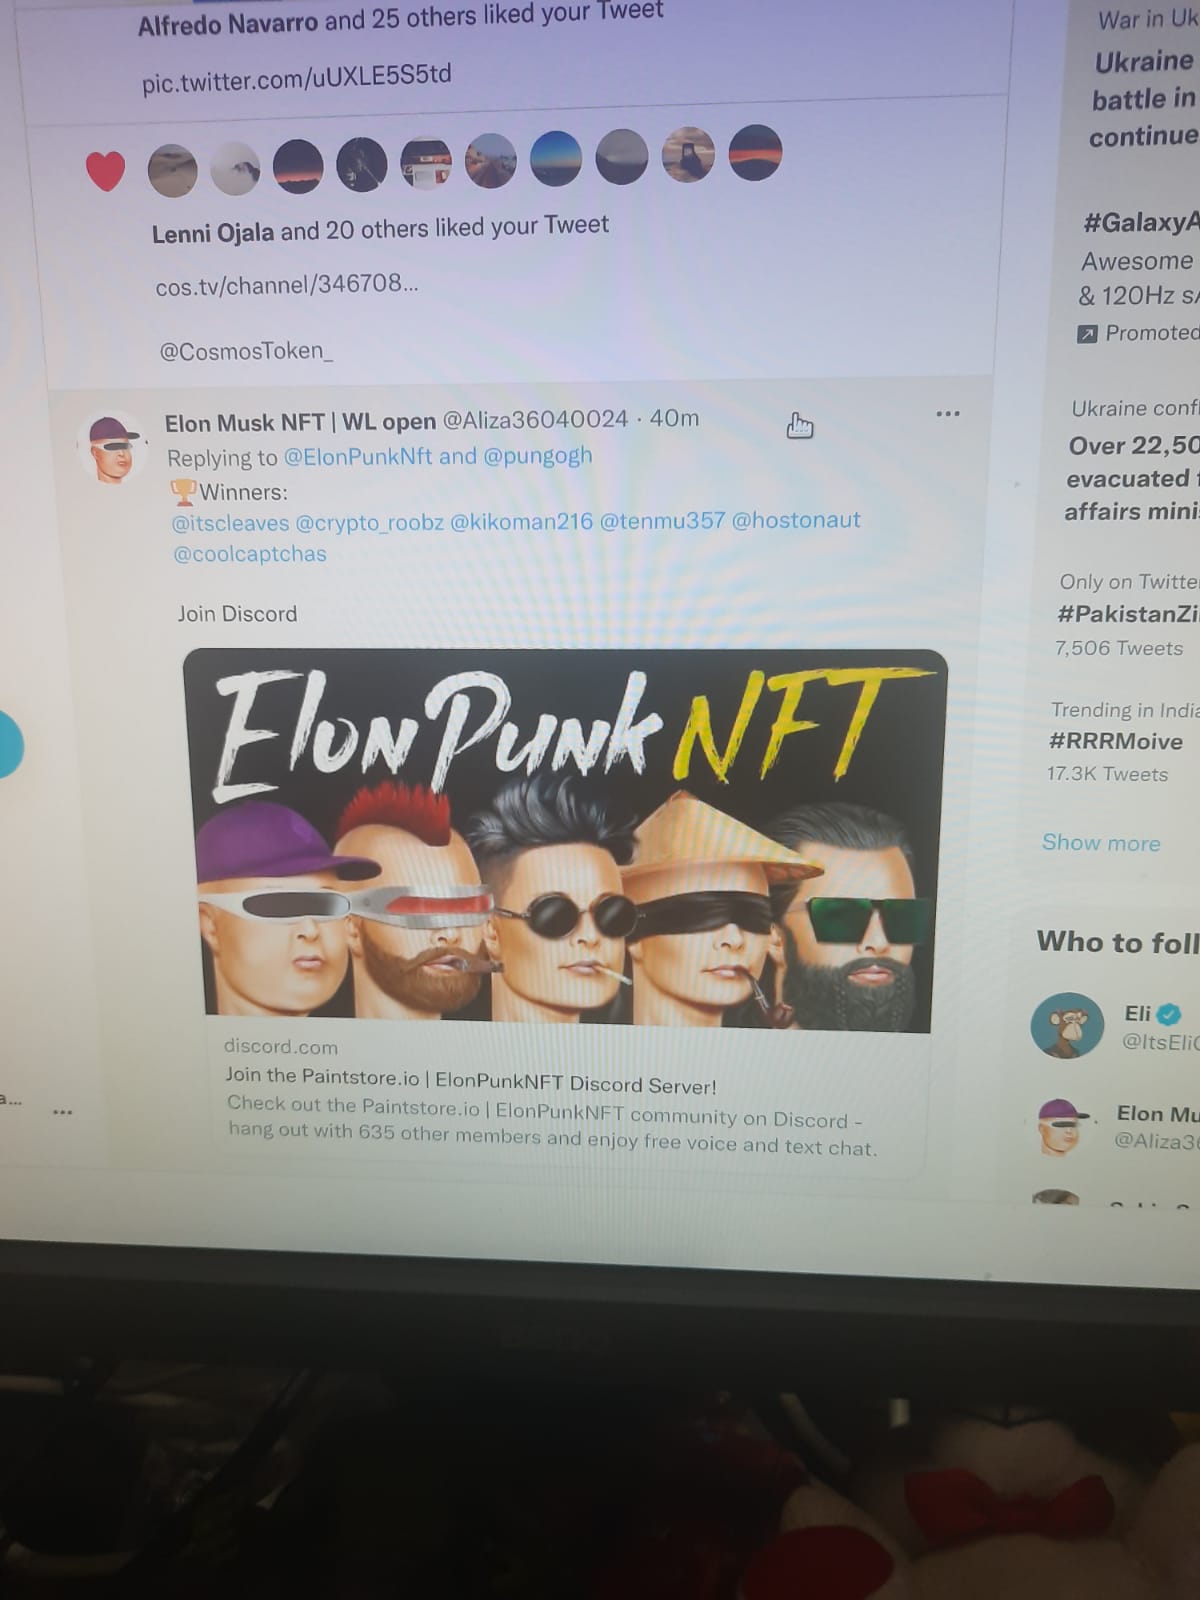 Alfredo Navarro and 25 others liked your Tweet
pic.twitter.com/uUXLE5S5td
Lenni Ojala and 20 others liked your Tweet
cos.tv/channel/346708...
@CosmosToken_
Elon Musk NFT | WL open @Aliza36040024 · 40m
Replying to @ElonPunkNft and @pungogh
🏆Winners:
@itscleaves @crypto_roobz @kikoman216 @tenmu357 @hostonaut
@coolcaptchas
Join Discord
ElonPunk NFT
discord.com
Join the Paintstore.io | ElonPunkNFT Discord Server!
Check out the Paintstore.io | ElonPunkNFT community on Discord -
hang out with 635 other members and enjoy free voice and text chat.
War in Uk
Ukraine
battle in
continue
#GalaxyA
Awesome
& 120Hz s
Promoted
Ukraine conf
Over 22,50
evacuated
affairs mini
Only on Twitte
#PakistanZi
7,506 Tweets
Trending in India
#RRRMoive
17.3K Tweets
Show more
Who to foll
Eli
@ItsEli
Elon Mu
@Aliza3